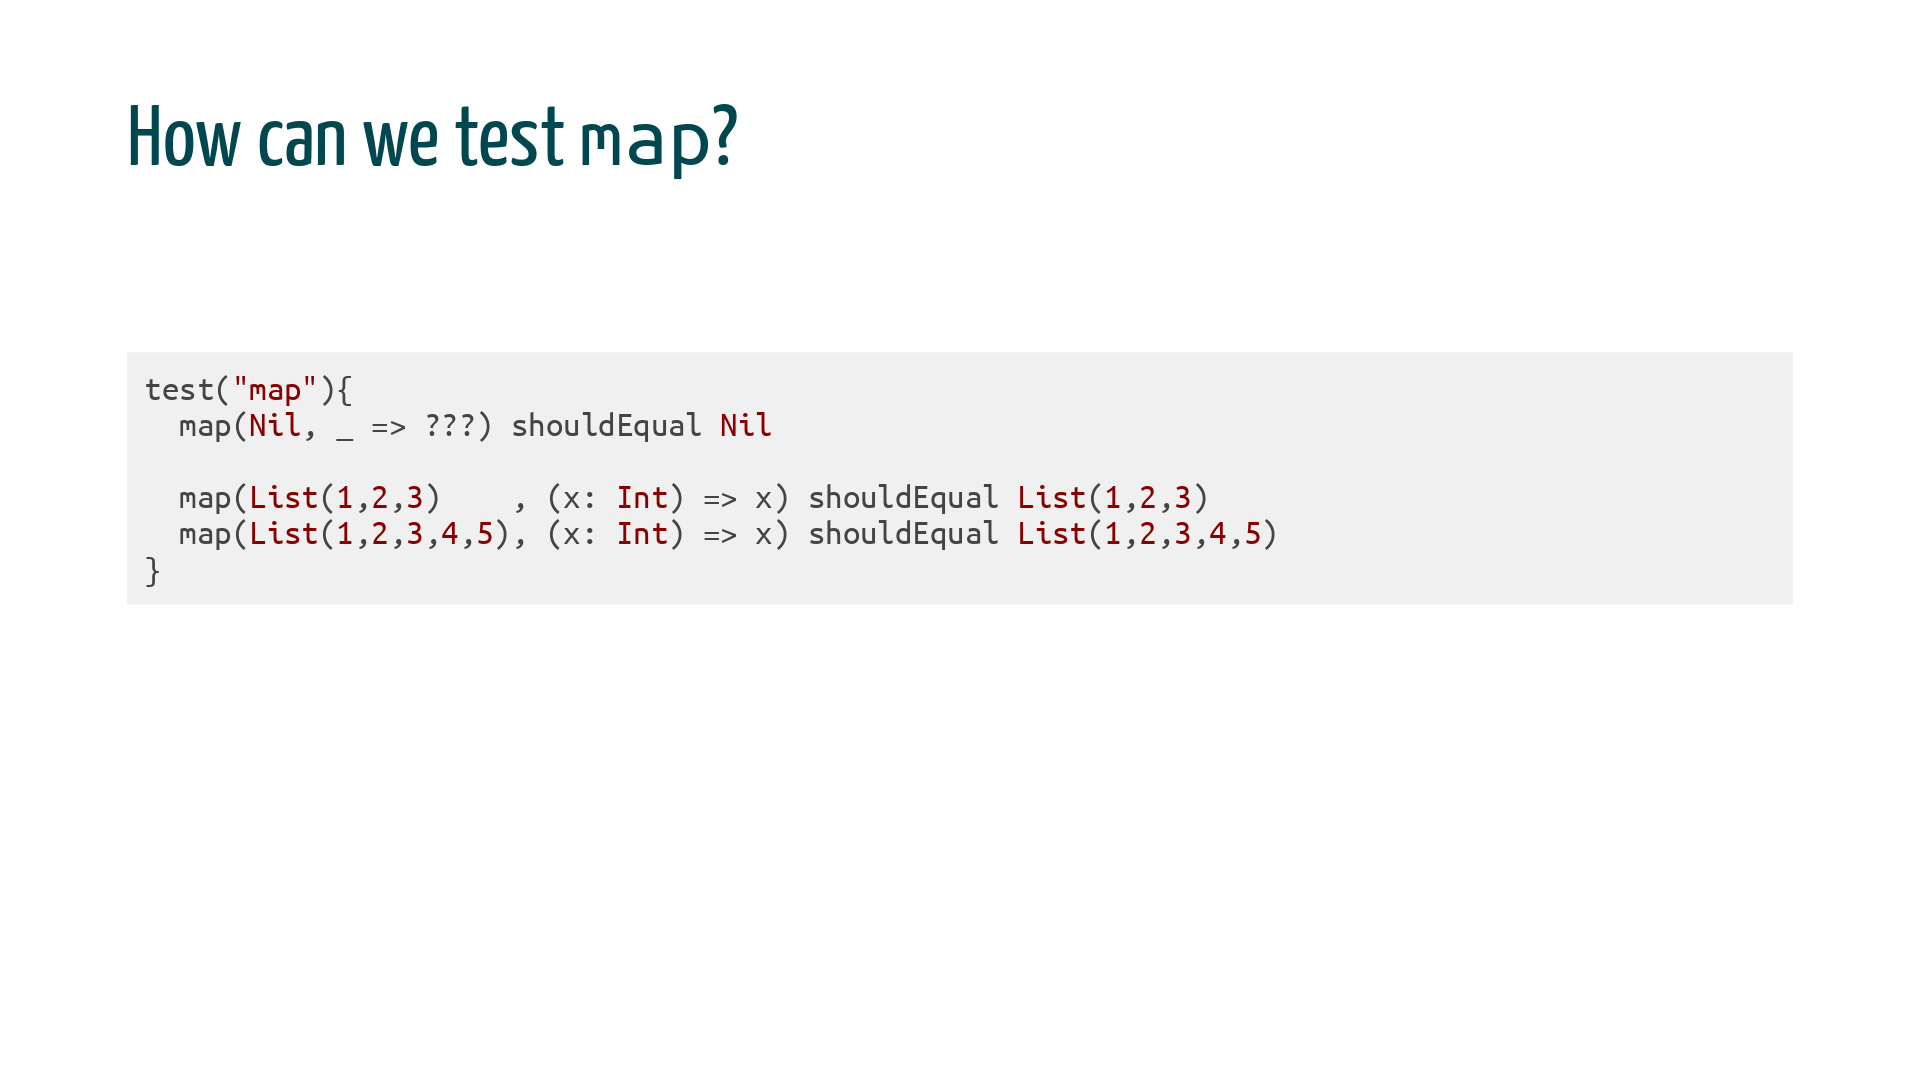 How can we test map?
test("map"){
  map(Nil, _ => ???) shouldEqual Nil
  map(List(1,2,3)    , (x: Int) => x) shouldEqual List(1,2,3)
  map(List(1,2,3,4,5), (x: Int) => x) shouldEqual List(1,2,3,4,5)
}